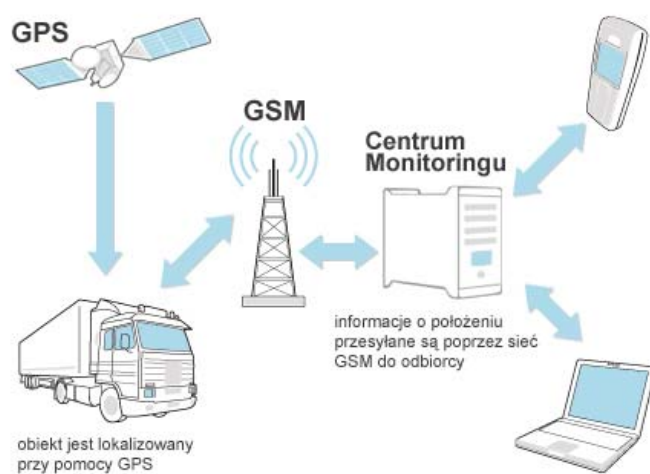 GPS
GSM
Centrum
Monitoringu
informacje o położeniu
przesyłane są poprzez sieć
GSM do odbiorcy
obiekt jest lokalizowany
przy pomocy GPS